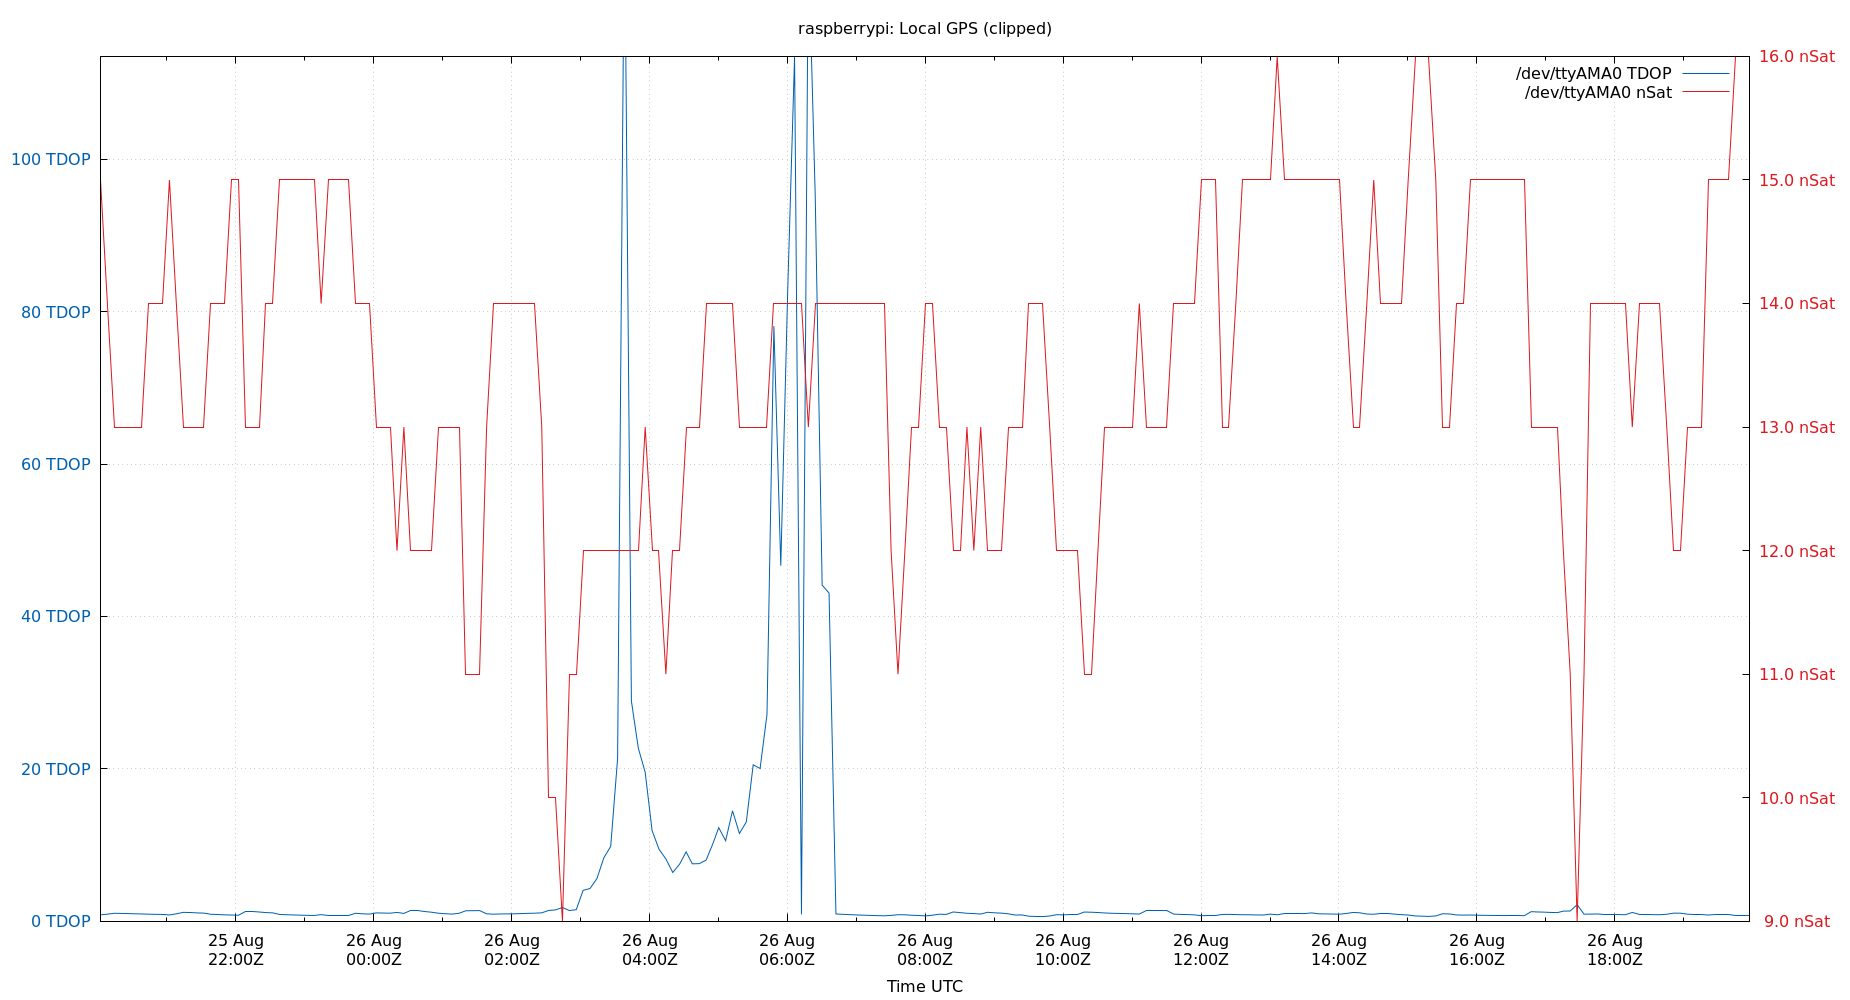 raspberrypi: Local GPS (clipped)
/dev/ttyAMA0 TDOP
/dev/ttyAMA0 nSat
100 TDOP
80 TDOP
60 TDOP
40 TDOP
20 TDOP
0 TDOP
16.0 nSat
15.0 nSat
14.0 nSat
13.0 nSat
12.0 nSat
11.0 nSat
10.0 nSat
9.0 nSat
25 Aug
22:00Z
26 Aug
00:00Z
26 Aug
02:00Z
26 Aug
04:00Z
26 Aug
06:00Z
26 Aug
08:00Z
26 Aug
10:00Z
26 Aug
12:00Z
26 Aug
14:00Z
26 Aug
16:00Z
26 Aug
18:00Z
Time UTC